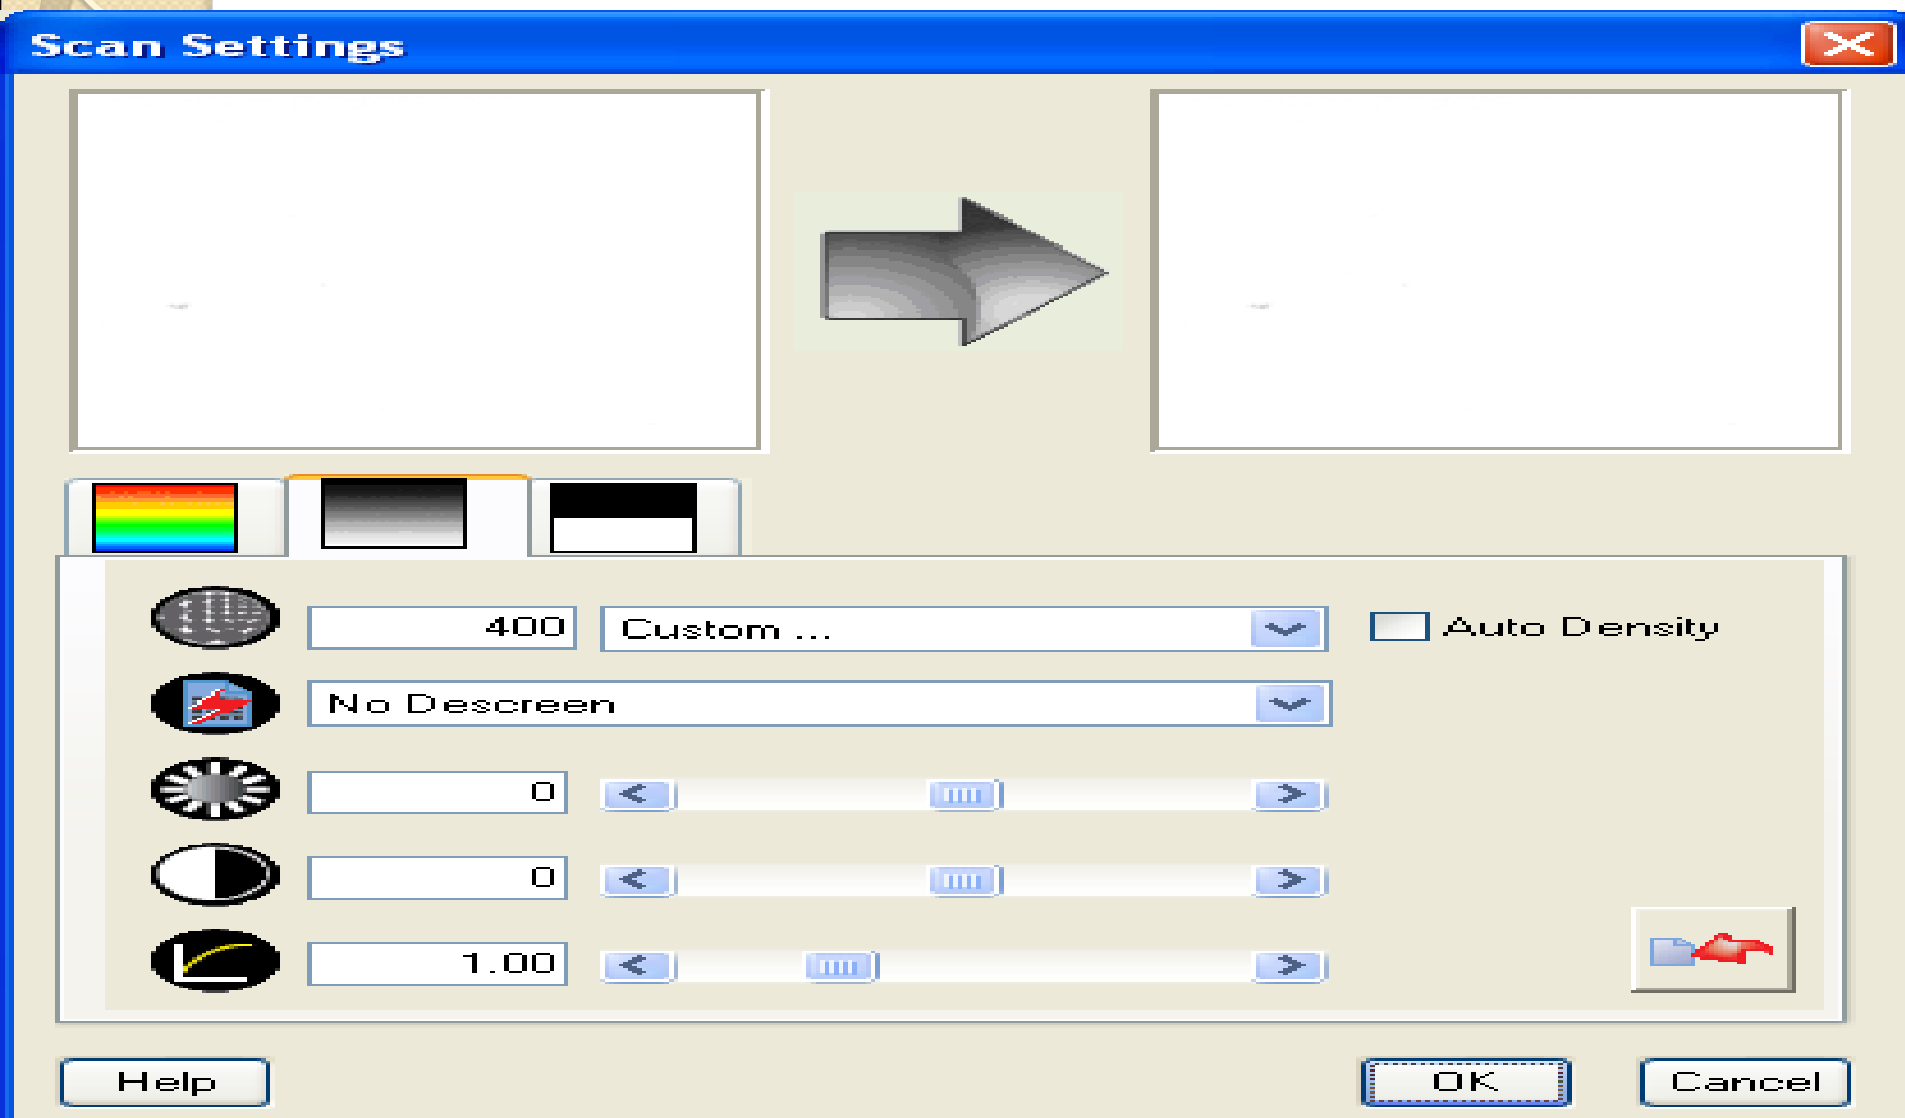 Scan Settings
400
Custom ...
Auto Density
No Descreen
0
0
1.00
Help
OK
Cancel